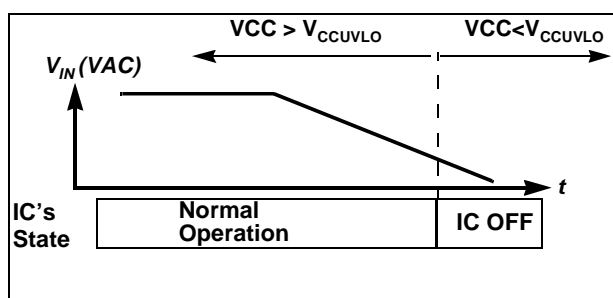 VCC > VCCUVLO
VCC<VCCUVLO
VIN (VAC)
t
IC's State
Normal Operation
IC OFF